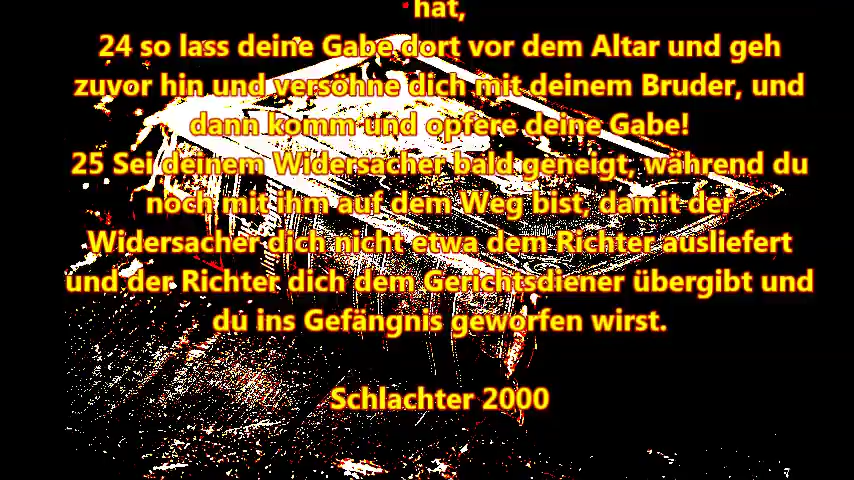 hat,
24 so lass deine Gabe dort vor dem Altar und geh
zuvor hin und versöhne dich mit deinem Bruder, und
dann komm und opfere deine Gabe!
25 Sei deinem Widersacher bald geneigt, während du
noch mit ihm auf dem Weg bist, damit der
Widersacher dich nicht etwa dem Richter ausliefert
und der Richter dich dem Gerichtsdiener übergibt und
du ins Gefängnis geworfen wirst.
Schlachter 2000